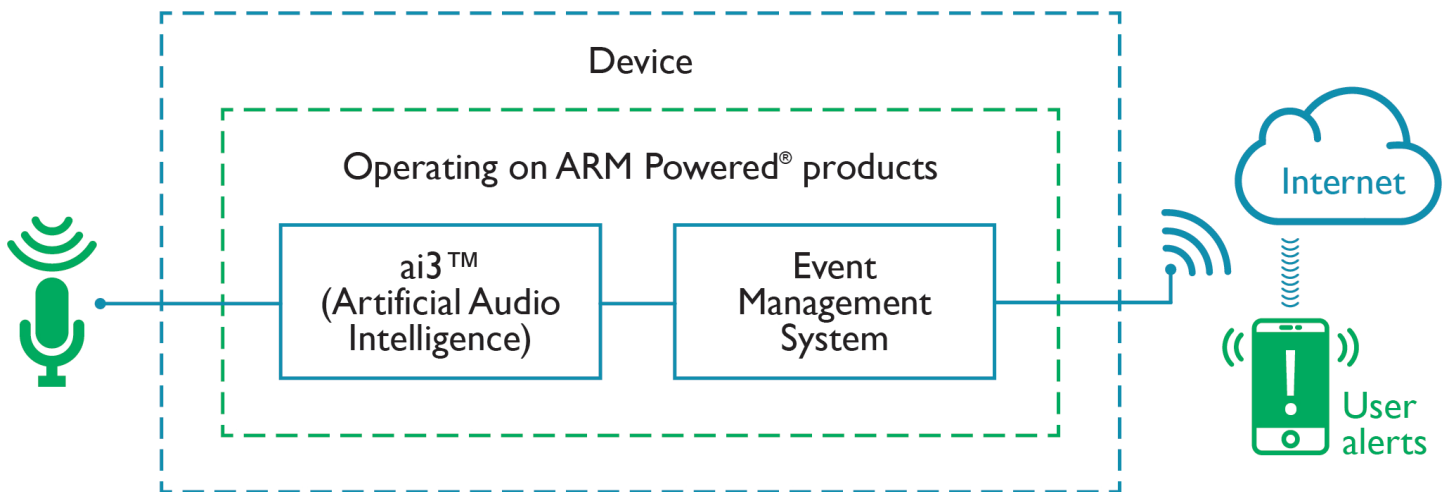 Device
Operating on ARM Powered® products
ai3™
(Artificial Audio
Intelligence)
Event
Management
System
Internet
User
alerts